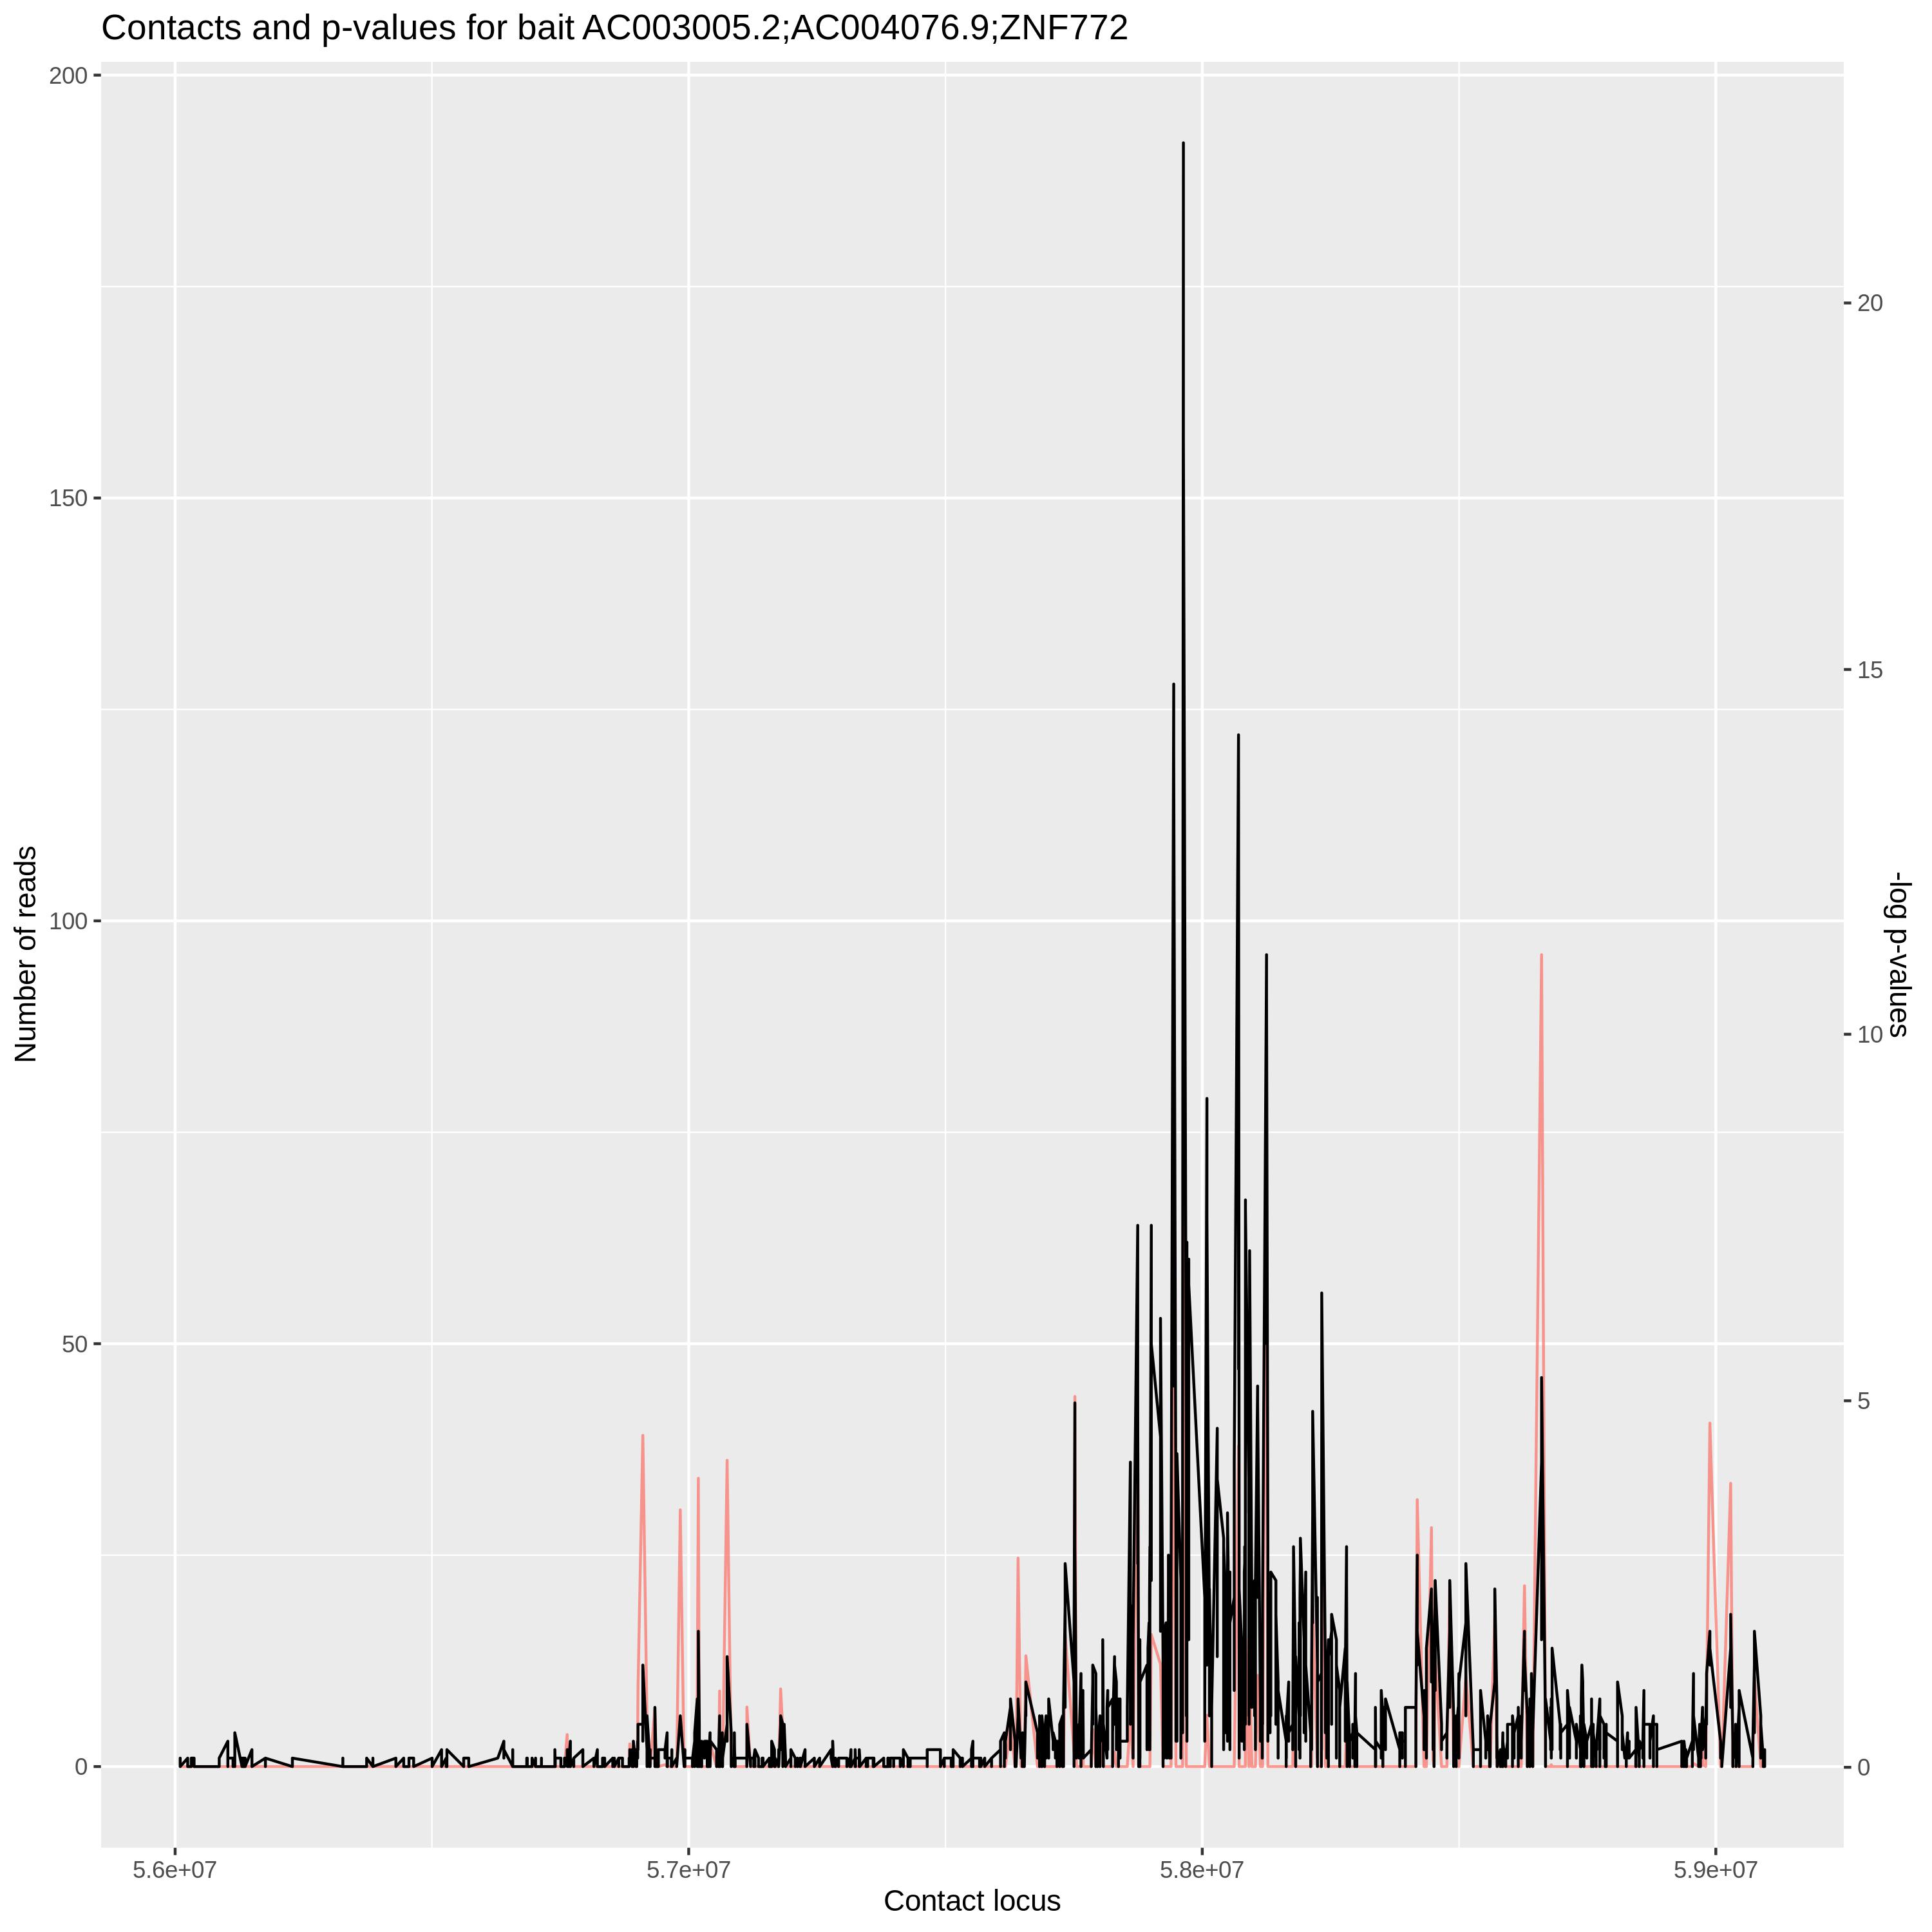 Contacts and p-values for bait AC003005.2;AC004076.9;ZNF772
200
150
100
50
0
Number of reads
20
15
10
5
0
-log p-values
5.6e+07 5.7e+07 5.8e+07 5.9e+07
Contact locus